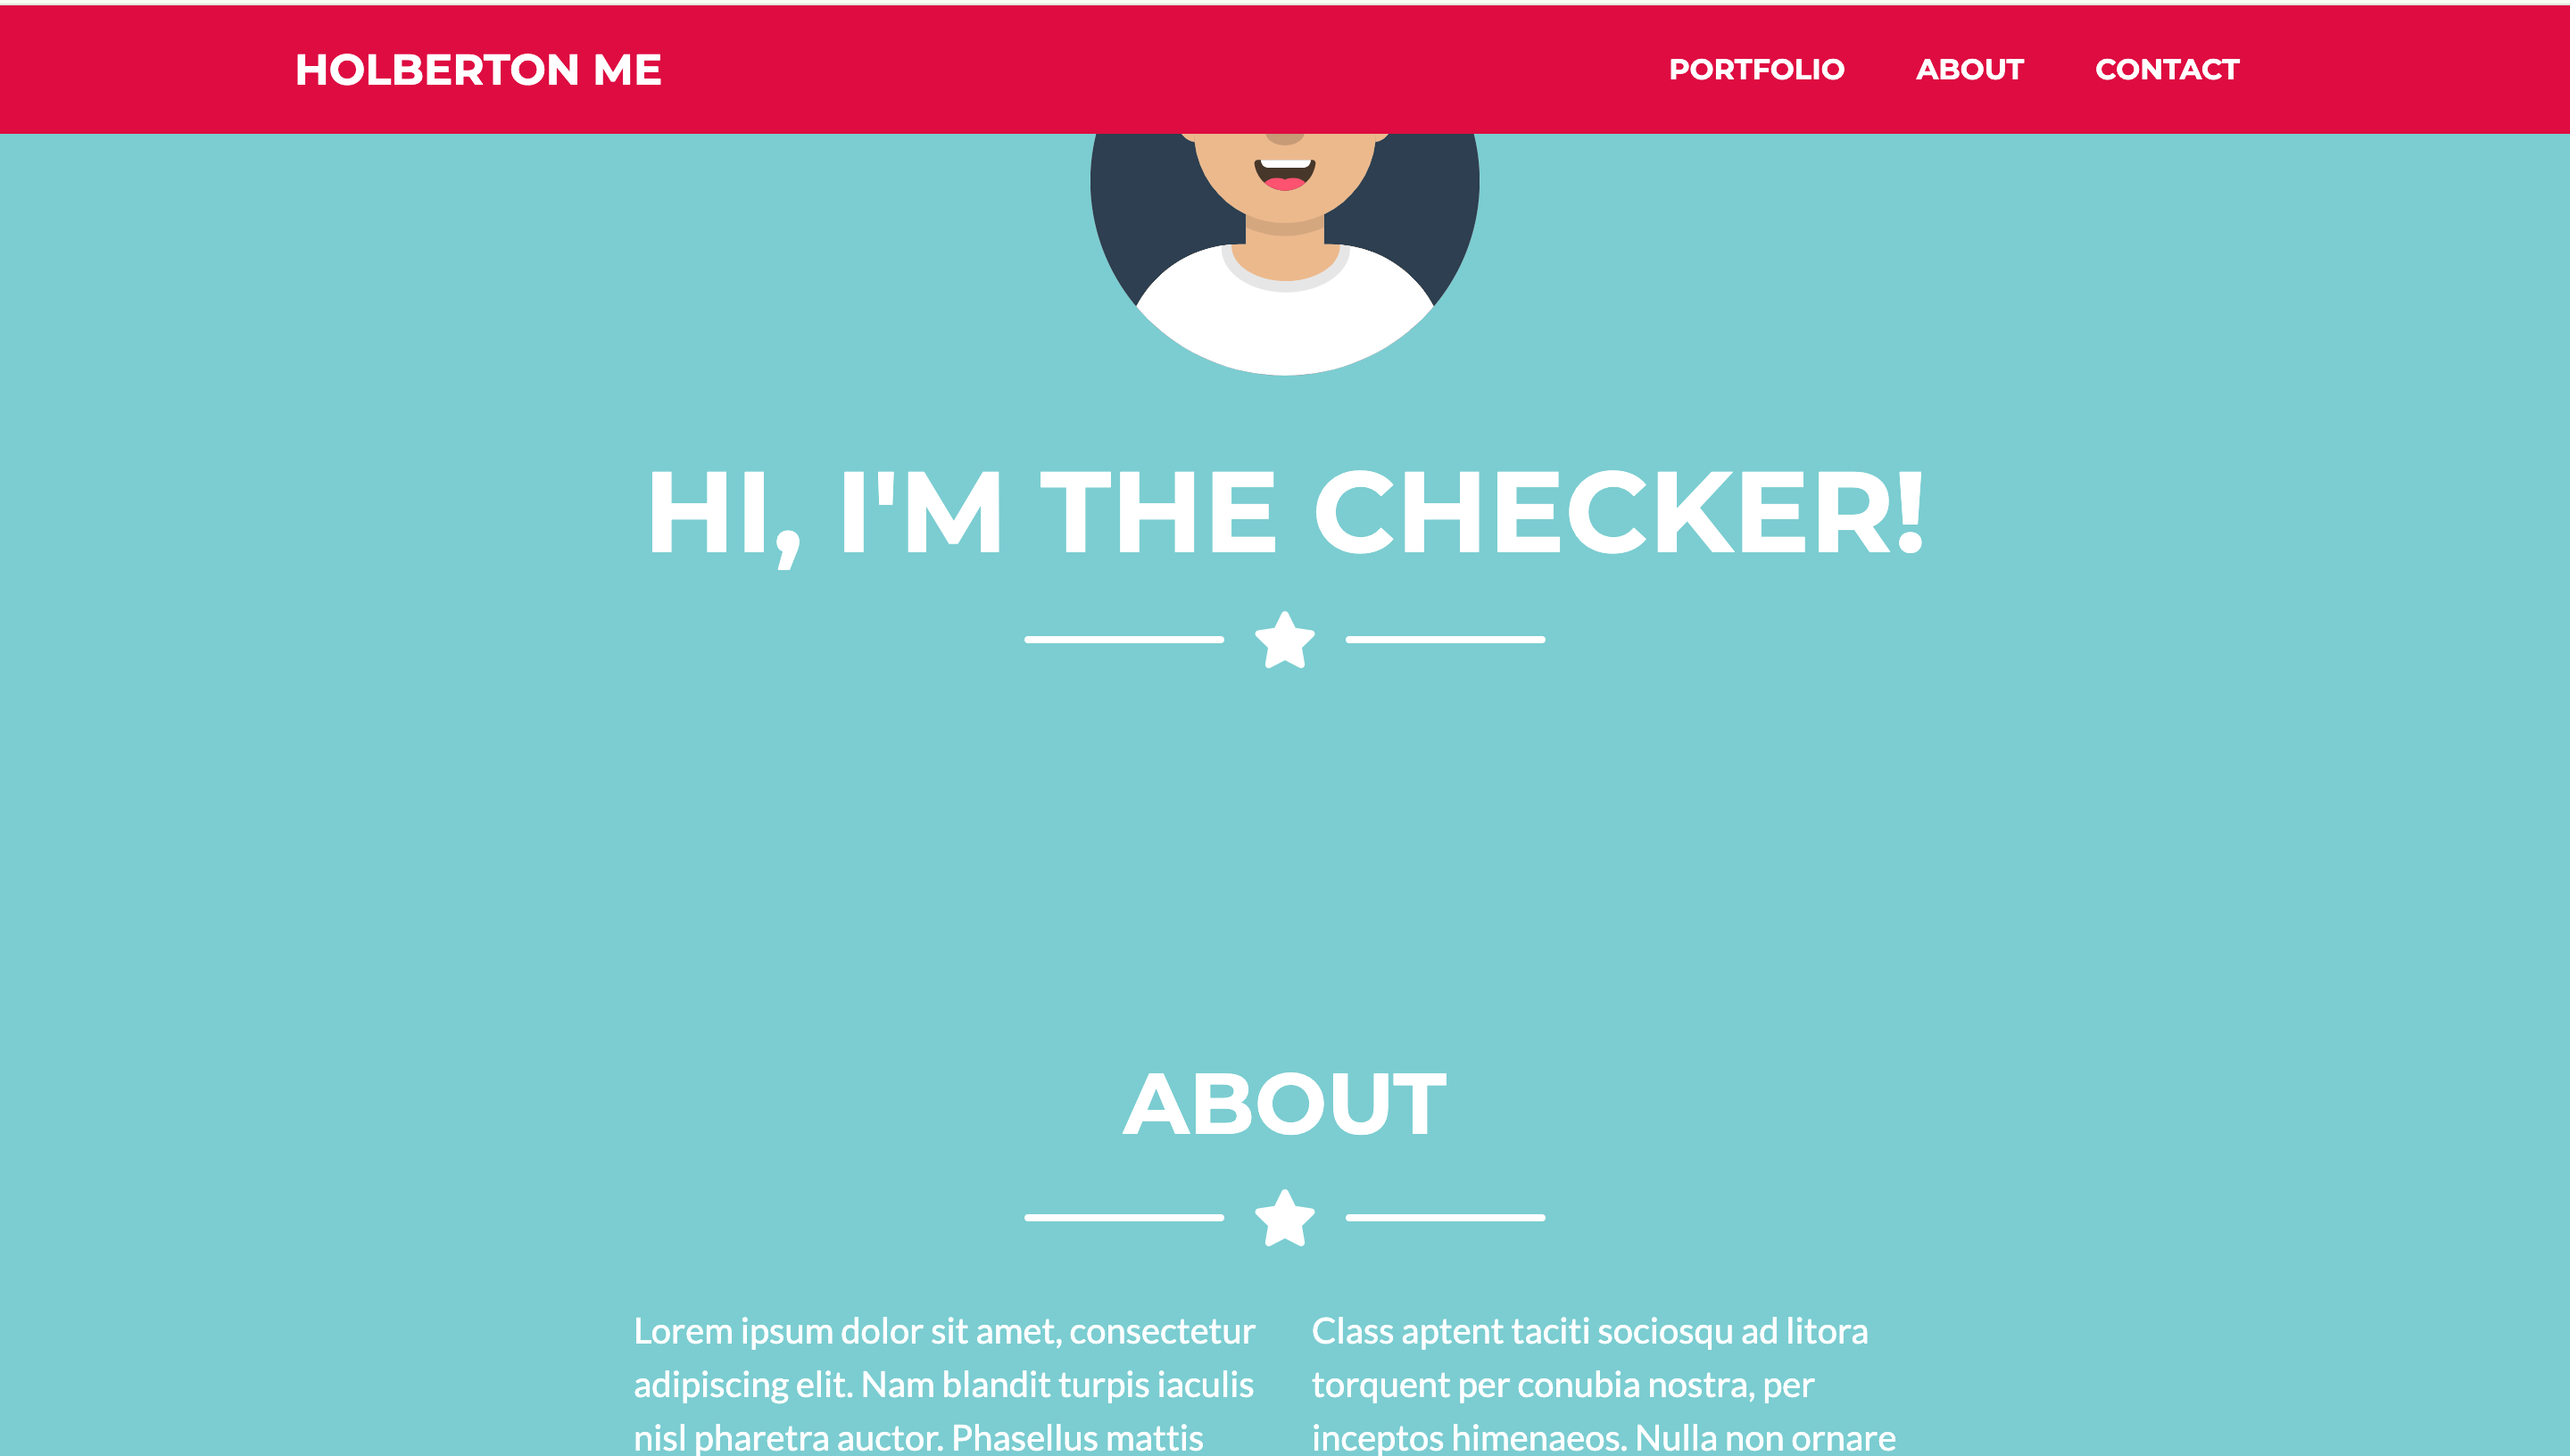 HOLBERTON ME
PORTFOLIO ABOUT CONTACT
HI, I'M THE CHECKER!
ABOUT
Lorem ipsum dolor sit amet, consectetur
adipiscing elit. Nam blandit turpis iaculis
nisl pharetra auctor. Phasellus mattis
Class aptent taciti sociosqu ad litora
torquent per conubia nostra, per
inceptos himenaeos. Nulla non ornare